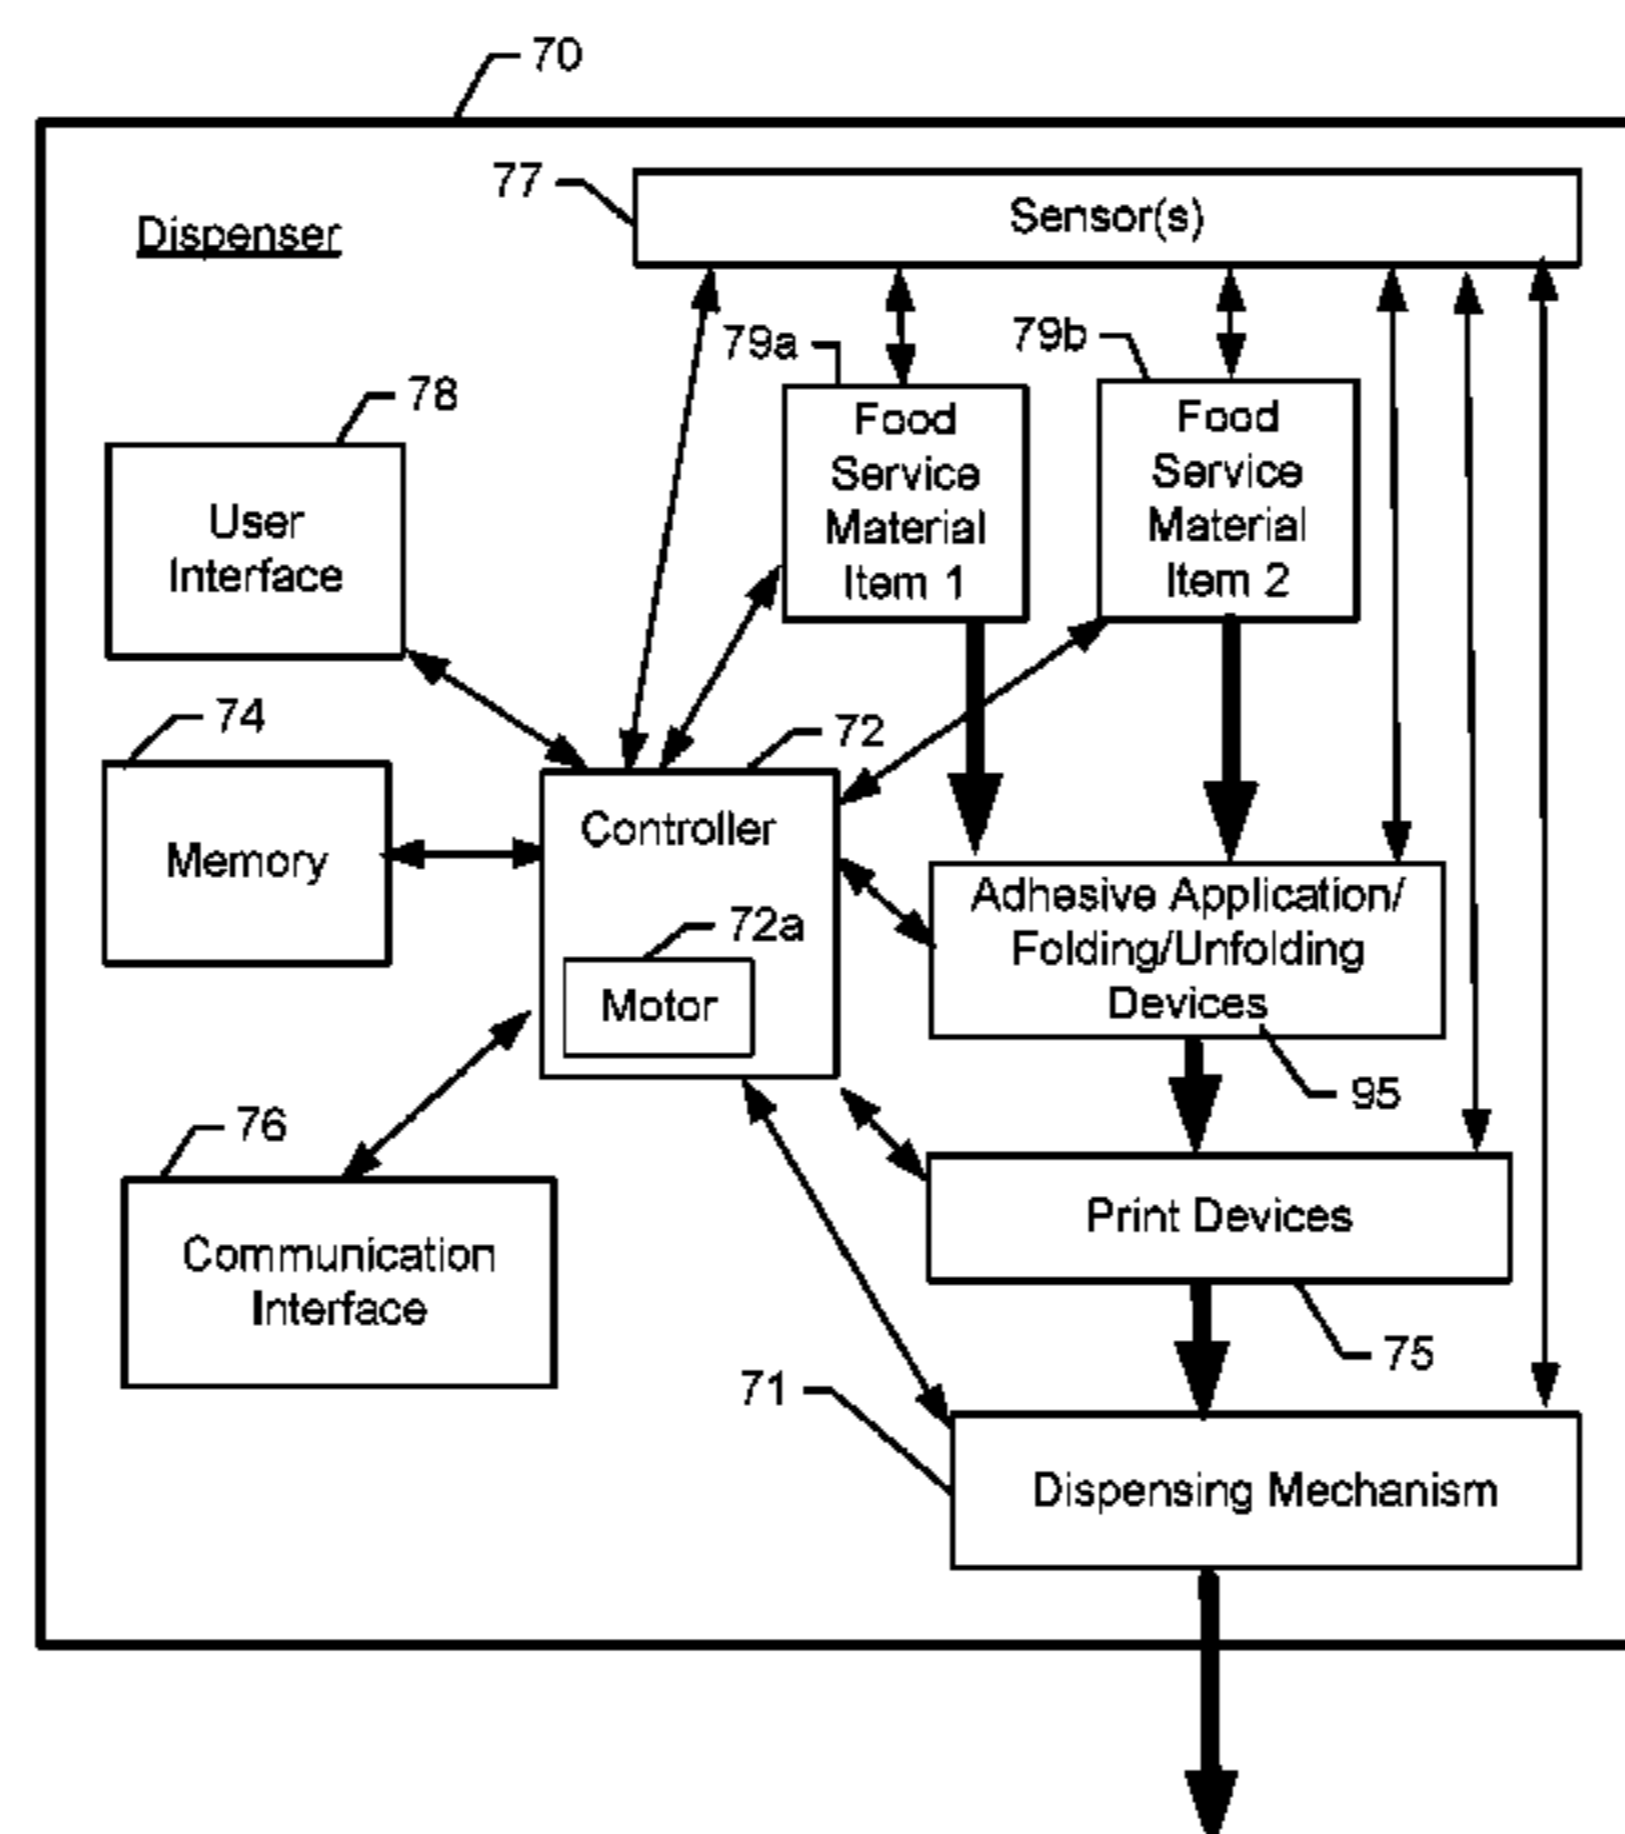 70
77
Sensor(s)
Dispenser
79a
79b
78
Food
Service
Material
Item 1
Food
Service
Material
Item 2
User
Interface
74
72
Memory
Controller
72a
Motor
Adhesive Application/
Folding/Unfolding
Devices
95
76
Communication
Interface
Print Devices
75
71
Dispensing Mechanism